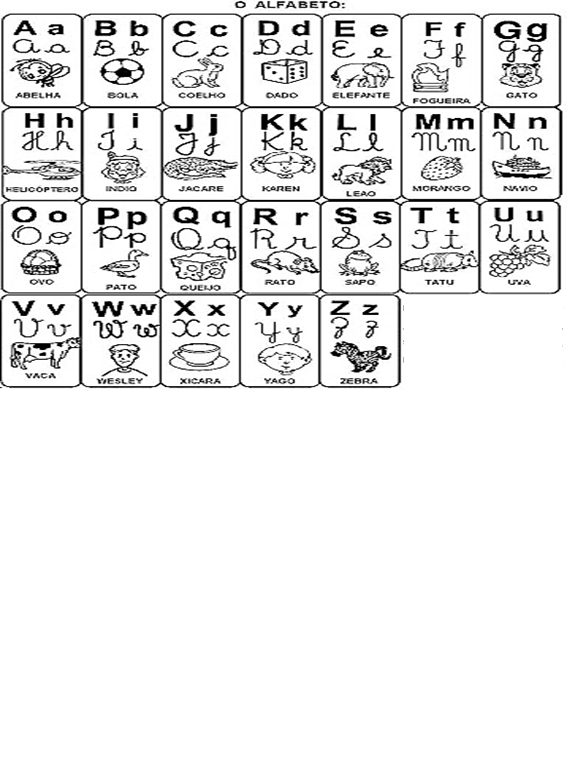 O ALFABETO:
A a B b C c D d E e F f G g
A a B b C c D d E e F f G g
ABELHA BOLA COELHO DADO ELEFANTE FOGUEIRA GATO
H h I i J j K k L l M m N n
H h I i J j K k L l M m N n
HELICÓPTERO INDIO JACARE KAREN LEAO MORANGO NAVIO
O o P p Q q R r S s T t U u
O o P p Q q R r S s T t U u
OVO PATO QUEIJO RATO SAPO TATU UVA
V v W w X x Y y Z z
V v W w X x Y y Z z
VACA WESLEY XICARA YAGO ZEBRA